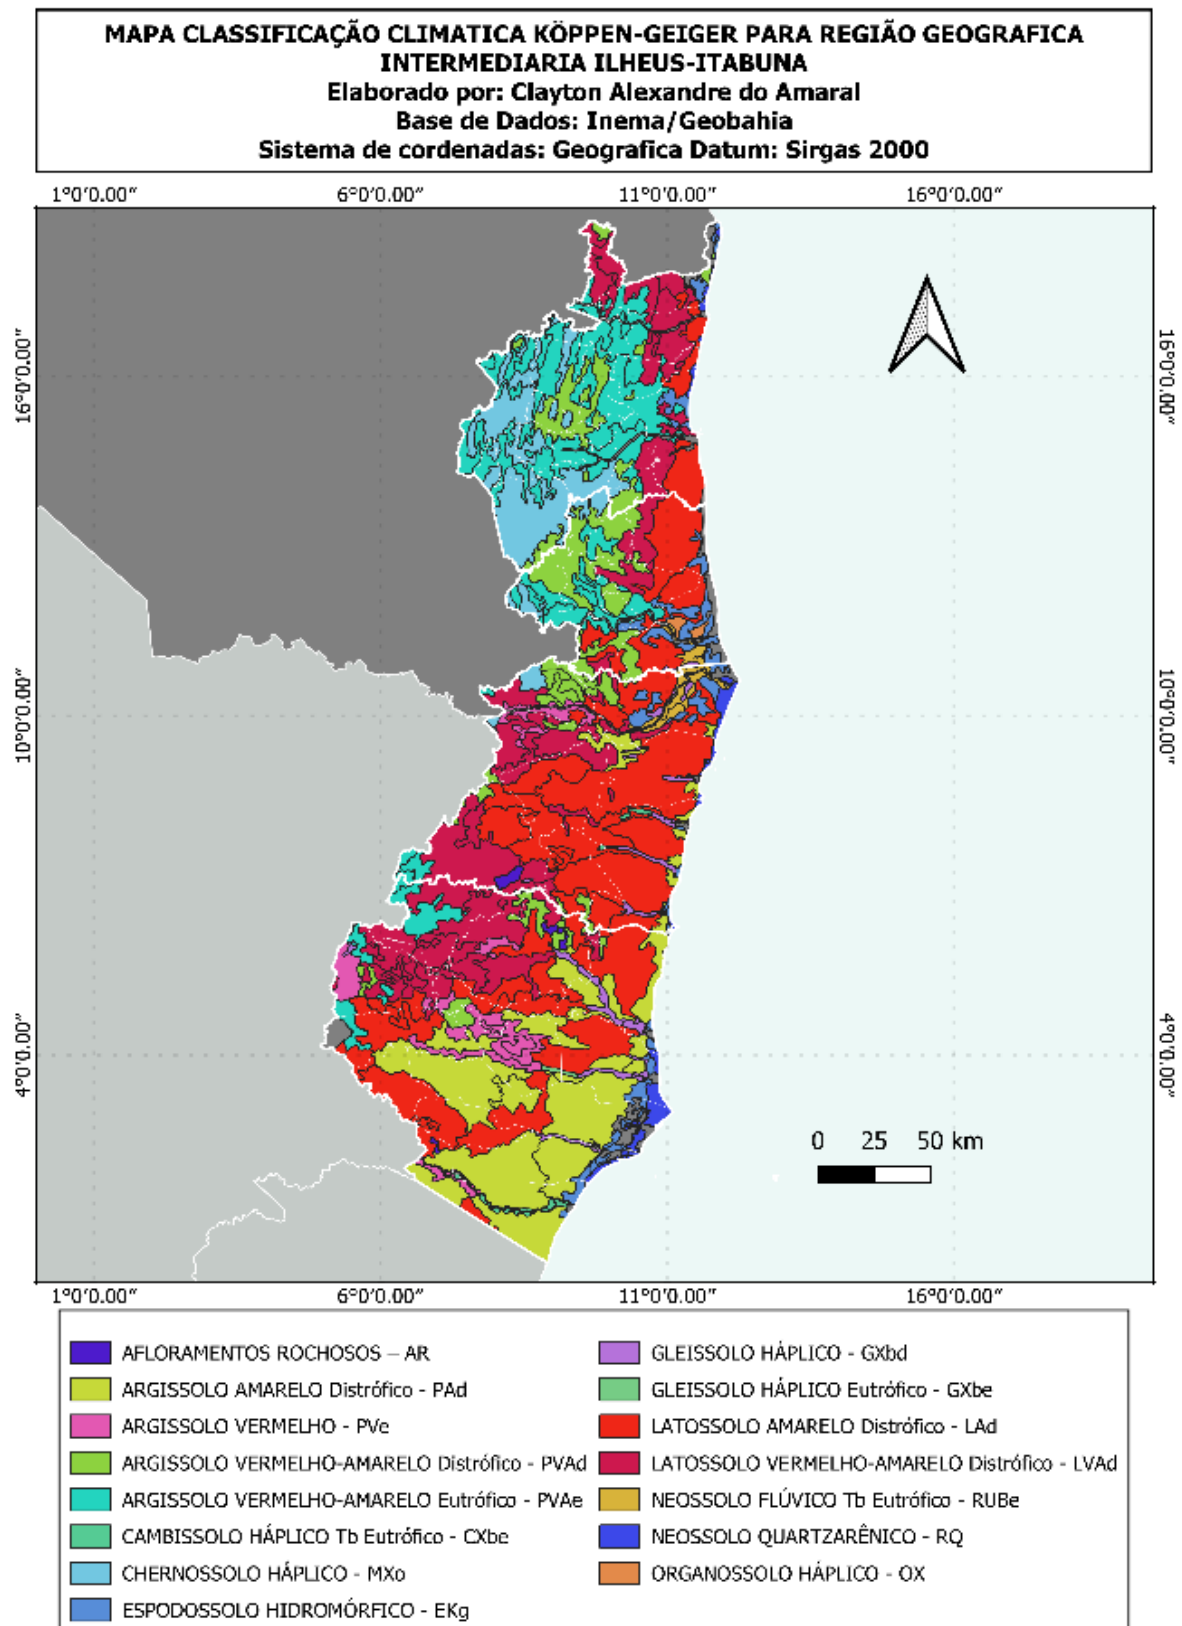 MAPA CLASSIFICAÇÃO CLIMATICA KÖPPEN-GEIGER PARA REGIÃO GEOGRAFICA
INTERMEDIARIA ILHEUS-ITABUNA
Elaborado por: Clayton Alexandre do Amaral
Base de Dados: Inema/Geobahia
Sistema de cordenadas: Geografica Datum: Sirgas 2000
1°0'0.00" 6°0'0.00" 11°0'0.00" 16°0'0.00"
16°0'0.00" 16°0'0.00"
10°0'0.00" 10°0'0.00"
4°0'0.00" 4°0'0.00"
0 25 50 km
1°0'0.00" 6°0'0.00" 11°0'0.00" 16°0'0.00"
AFLORAMENTOS ROCHOSOS – AR
ARGISSOLO AMARELO Distrófico - PAd
ARGISSOLO VERMELHO - PVe
ARGISSOLO VERMELHO-AMARELO Distrófico - PVAd
ARGISSOLO VERMELHO-AMARELO Eutrófico - PVAe
CAMBISSOLO HÁPLICO Tb Eutrófico - CXbe
CHERNOSSOLO HÁPLICO - MXo
ESPODOSSOLO HIDROMÓRFICO - EKg
GLEISSOLO HÁPLICO - GXbd
GLEISSOLO HÁPLICO Eutrófico - GXbe
LATOSSOLO AMARELO Distrófico - LAd
LATOSSOLO VERMELHO-AMARELO Distrófico - LVAd
NEOSSOLO FLÚVICO Tb Eutrófico - RUBe
NEOSSOLO QUARTZARÊNICO - RQ
ORGANOSSOLO HÁPLICO - OX